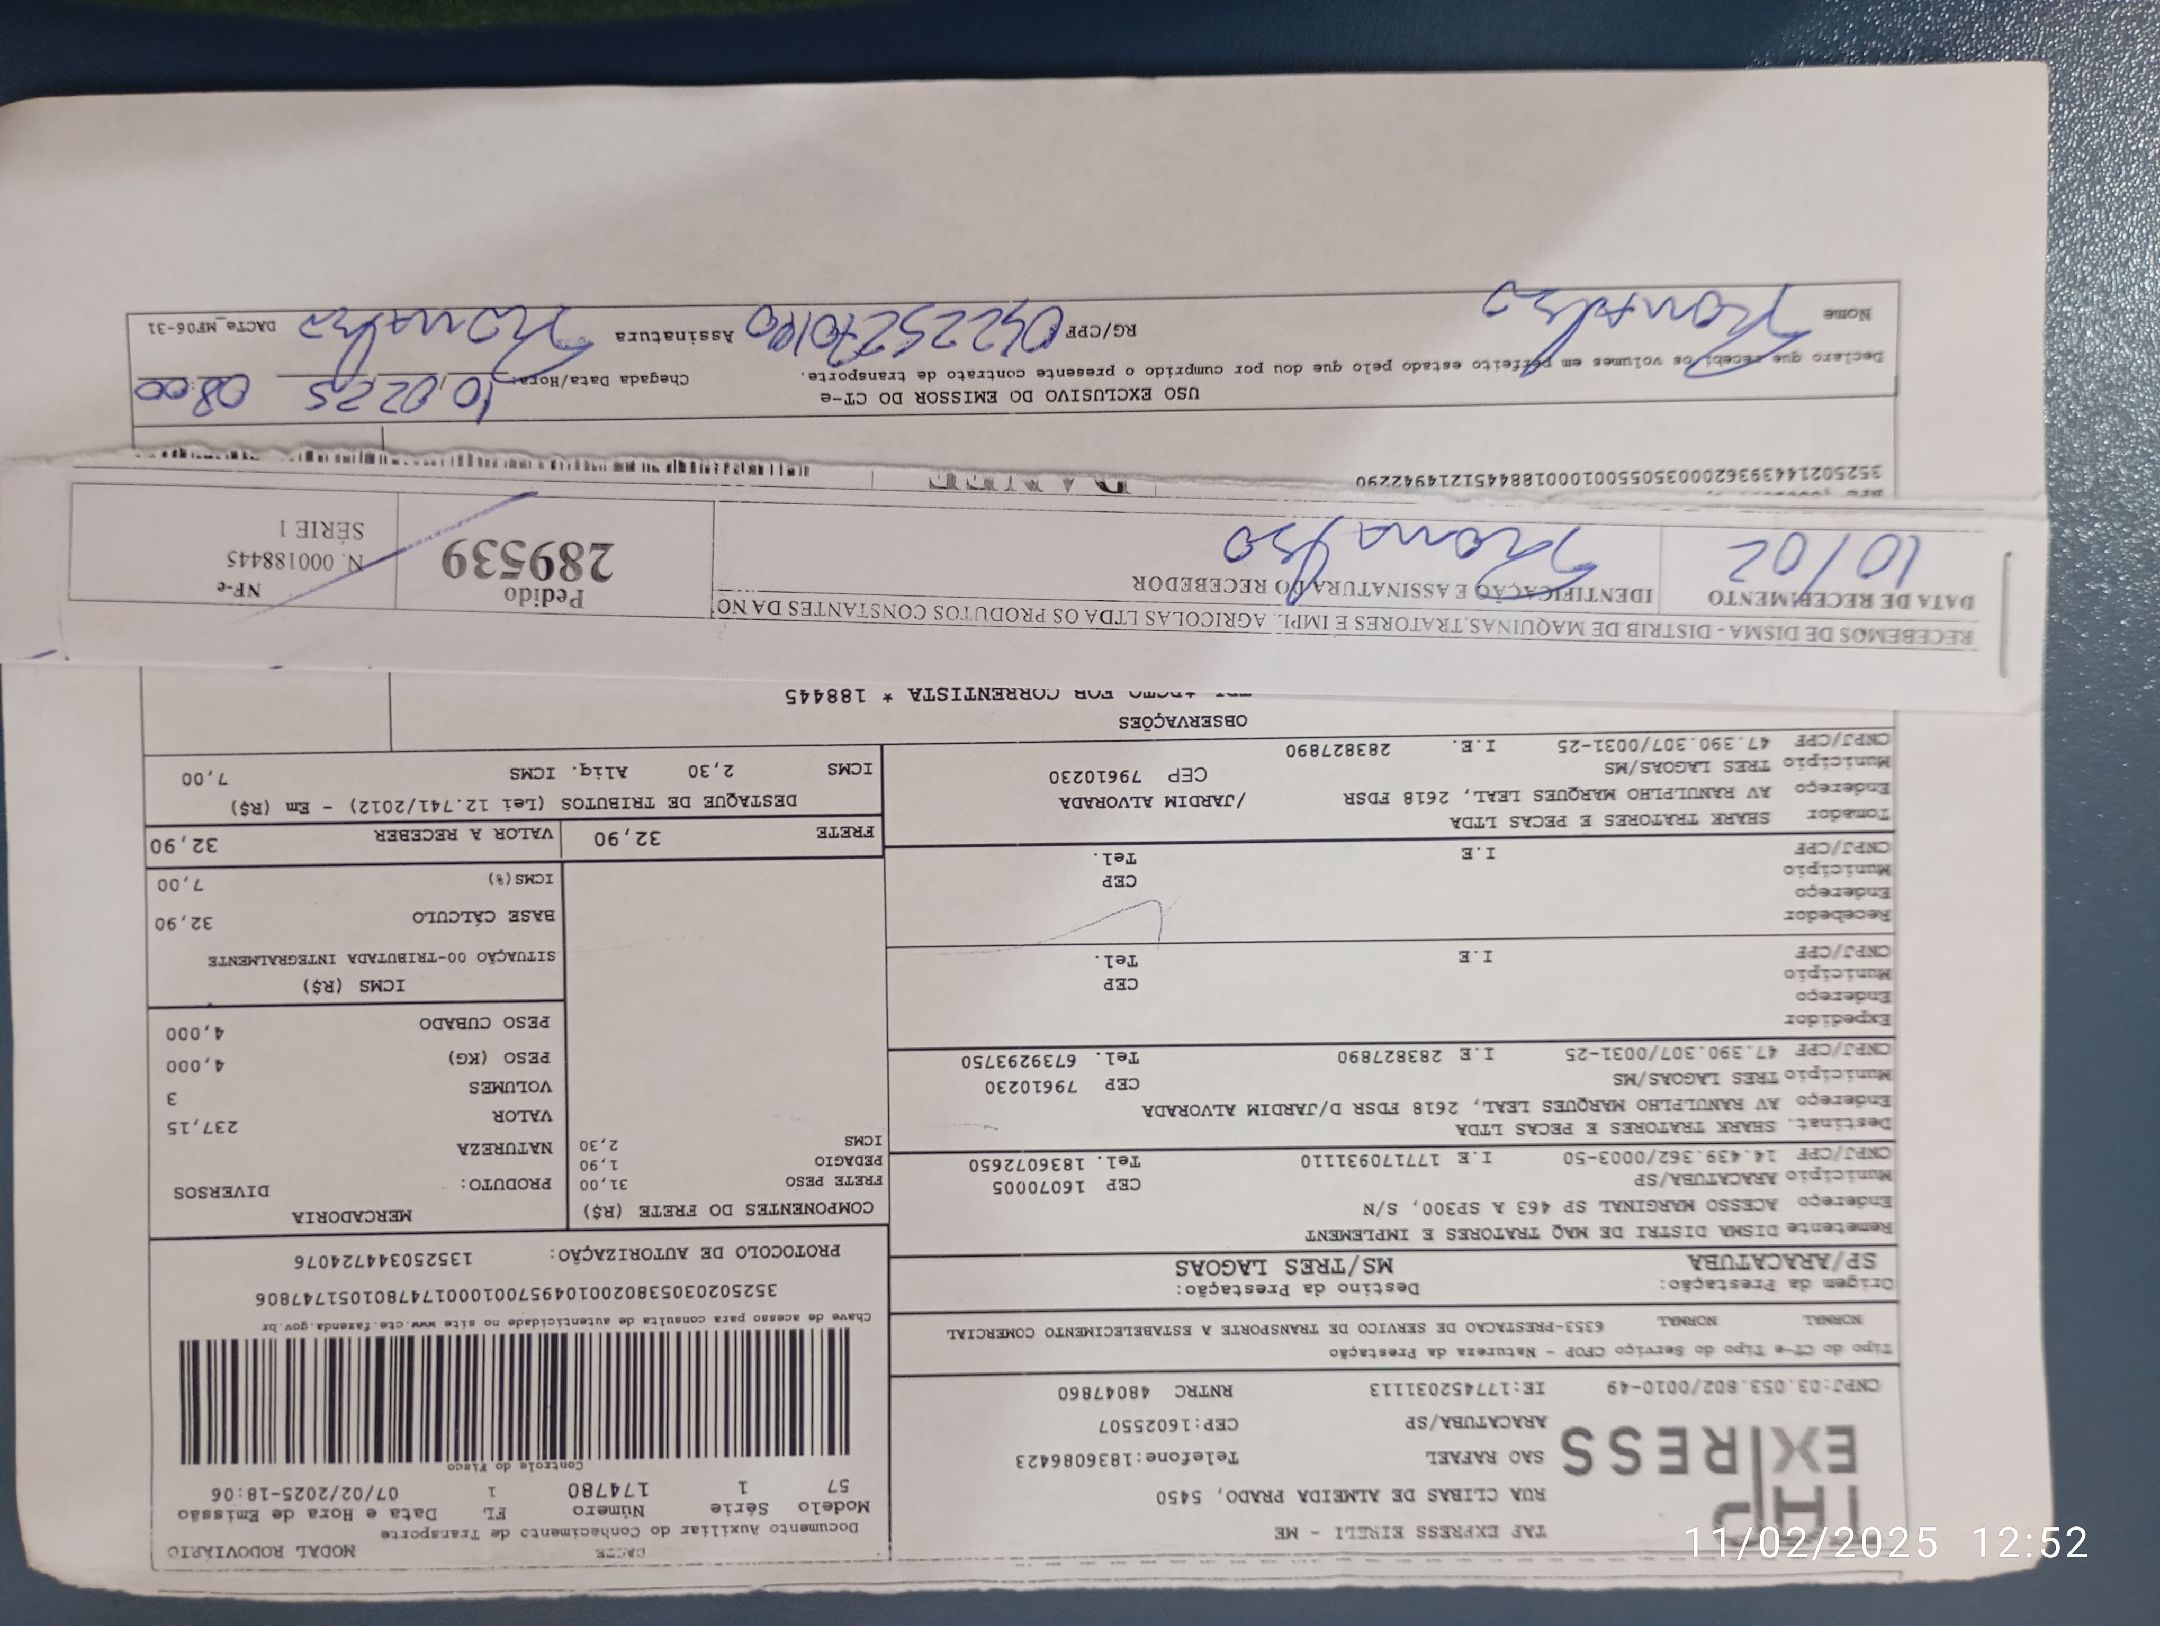 DACTE
MODAL RODOVIÁRIO
Documento Auxiliar do Conhecimento de Transporte
Modelo Série Número FL Data e Hora de Emissão
57 1 174780 1 07/02/2025-18:06
Controle do Fisco
EXPRESS
TAP EXPRESS EIRELI - ME
RUA CLIBAS DE ALMEIDA PRADO, 5450
SAO RAFAEL Telefone:1836086423
ARACATUBA/SP CEP:16025507
CNPJ:03.053.802/0010-49 IE:177452031113 RNTRC 48047860
Chave de acesso para consulta de autenticidade no site www.cte.fazenda.gov.br
35250203053802001049570010001747801051747806
PROTOCOLO DE AUTORIZAÇÃO: 135250344724076
Tipo do CT-e Tipo do Serviço CFOP - Natureza da Prestação
NORMAL NORMAL 6353-PRESTACAO DE SERVICO DE TRANSPORTE A ESTABELECIMENTO COMERCIAL
Origem da Prestação: Destino da Prestação:
SP/ARACATUBA MS/TRES LAGOAS
Remetente DISMA DISTRI DE MAQ TRATORES E IMPLEMENT
Endereço ACESSO MARGINAL SP 463 A SP300, S/N
Município ARACATUBA/SP CEP 16070005
CNPJ/CPF 14.439.362/0003-50 I.E 177170931110 Tel. 1836072650
Destinat. SHARK TRATORES E PECAS LTDA
Endereço AV RANULPLHO MARQUES LEAL, 2618 FDSR D/JARDIM ALVORADA
Município TRES LAGOAS/MS CEP 79610230
CNPJ/CPF 47.390.307/0031-25 I.E 283827890 Tel. 6739293750
Expedidor
Endereço
Município CEP
CNPJ/CPF I.E Tel.
Recebedor
Endereço
Município CEP
CNPJ/CPF I.E Tel.
Tomador SHARK TRATORES E PECAS LTDA
Endereço AV RANULPLHO MARQUES LEAL, 2618 FDSR /JARDIM ALVORADA
Município TRES LAGOAS/MS CEP 79610230
CNPJ/CPF 47.390.307/0031-25 I.E. 283827890
COMPONENTES DO FRETE (R$)
FRETE PESO 31,00
PEDAGIO 1,90
ICMS 2,30
MERCADORIA
PRODUTO: DIVERSOS
NATUREZA
VALOR 237,15
VOLUMES 3
PESO (KG) 4,000
PESO CUBADO 4,000
ICMS (R$)
SITUAÇÃO 00-TRIBUTADA INTEGRALMENTE
BASE CÁLCULO 32,90
ICMS(%) 7,00
FRETE 32,90 VALOR A RECEBER 32,90
DESTAQUE DE TRIBUTOS (Lei 12.741/2012) - Em (R$)
ICMS 2,30 Aliq. ICMS 7,00
OBSERVAÇÕES
FOR CORRENTISTA * 188445
RECEBEMOS DE DISMA - DISTRIB DE MAQUINAS,TRATORES E IMPL. AGRICOLAS LTDA OS PRODUTOS CONSTANTES DA NO
DATA DE RECEBIMENTO
10/02
IDENTIFICAÇÃO E ASSINATURA DO RECEBEDOR
Pedido
289539
NF-e
N. 000188445
SÉRIE 1
35250214439362000350550010001884451214942290
USO EXCLUSIVO DO EMISSOR DO CT-e
Declaro que recebi os volumes em perfeito estado pelo que dou por cumprido o presente contrato de transporte.
Chegada Data/Hora: 10,02 25 08:00
Nome
RG/CPF
Assinatura
DACTe_MF06-31
11/02/2025 12:52